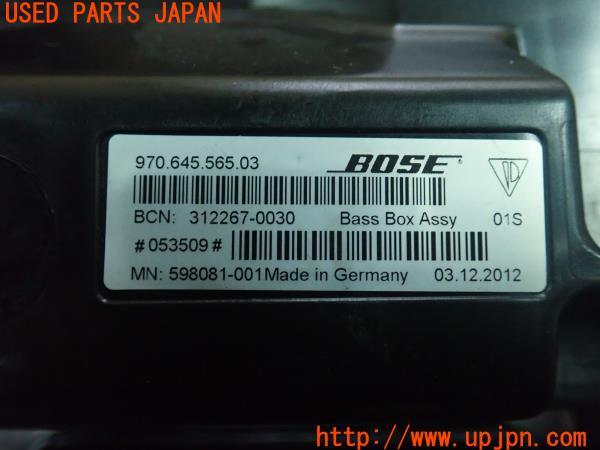 USED PARTS JAPAN
970.645.565.03
BOSE®
BCN: 312267-0030 Bass Box Assy 01S
#053509#
MN: 598081-001Made in Germany 03.12.2012
http://www.upjpn.com/